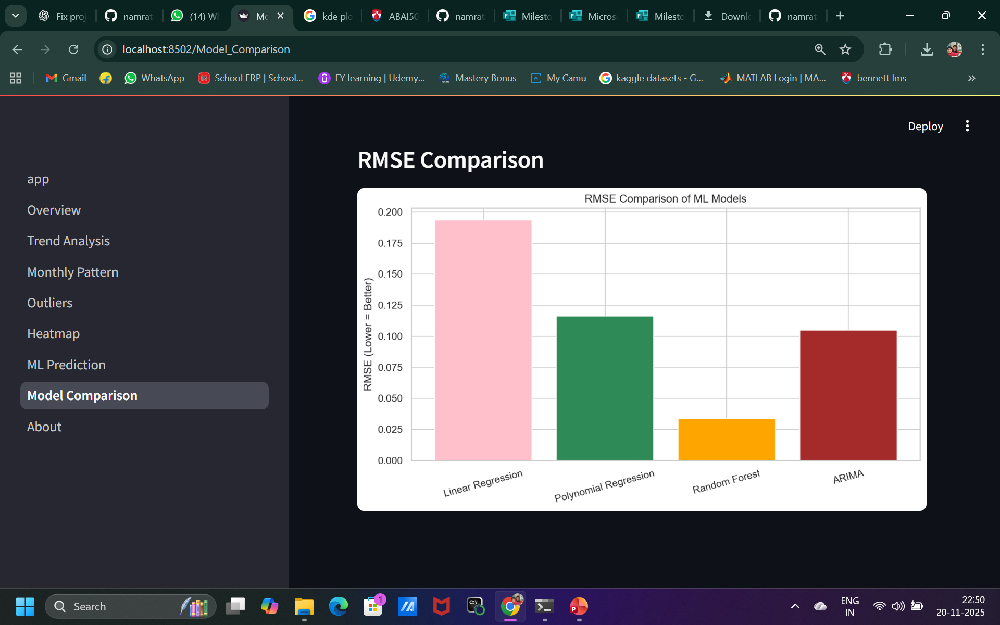 Fix proj
namrat
(14) Wh
Mo
kde plo
ABAI50
namrat
Milesto
Micros
Milesto
Downlo
namrat
localhost:8502/Model_Comparison
Gmail
WhatsApp
School ERP | School...
EY learning | Udemy...
Mastery Bonus
My Camu
kaggle datasets - G...
MATLAB Login | MA...
bennett lms
Deploy
app
Overview
Trend Analysis
Monthly Pattern
Outliers
Heatmap
ML Prediction
Model Comparison
About
RMSE Comparison
RMSE Comparison of ML Models
RMSE (Lower = Better)
0.200
0.175
0.150
0.125
0.100
0.075
0.050
0.025
0.000
Linear Regression
Polynomial Regression
Random Forest
ARIMA
Search
1
ENG
IN
22:50
20-11-2025